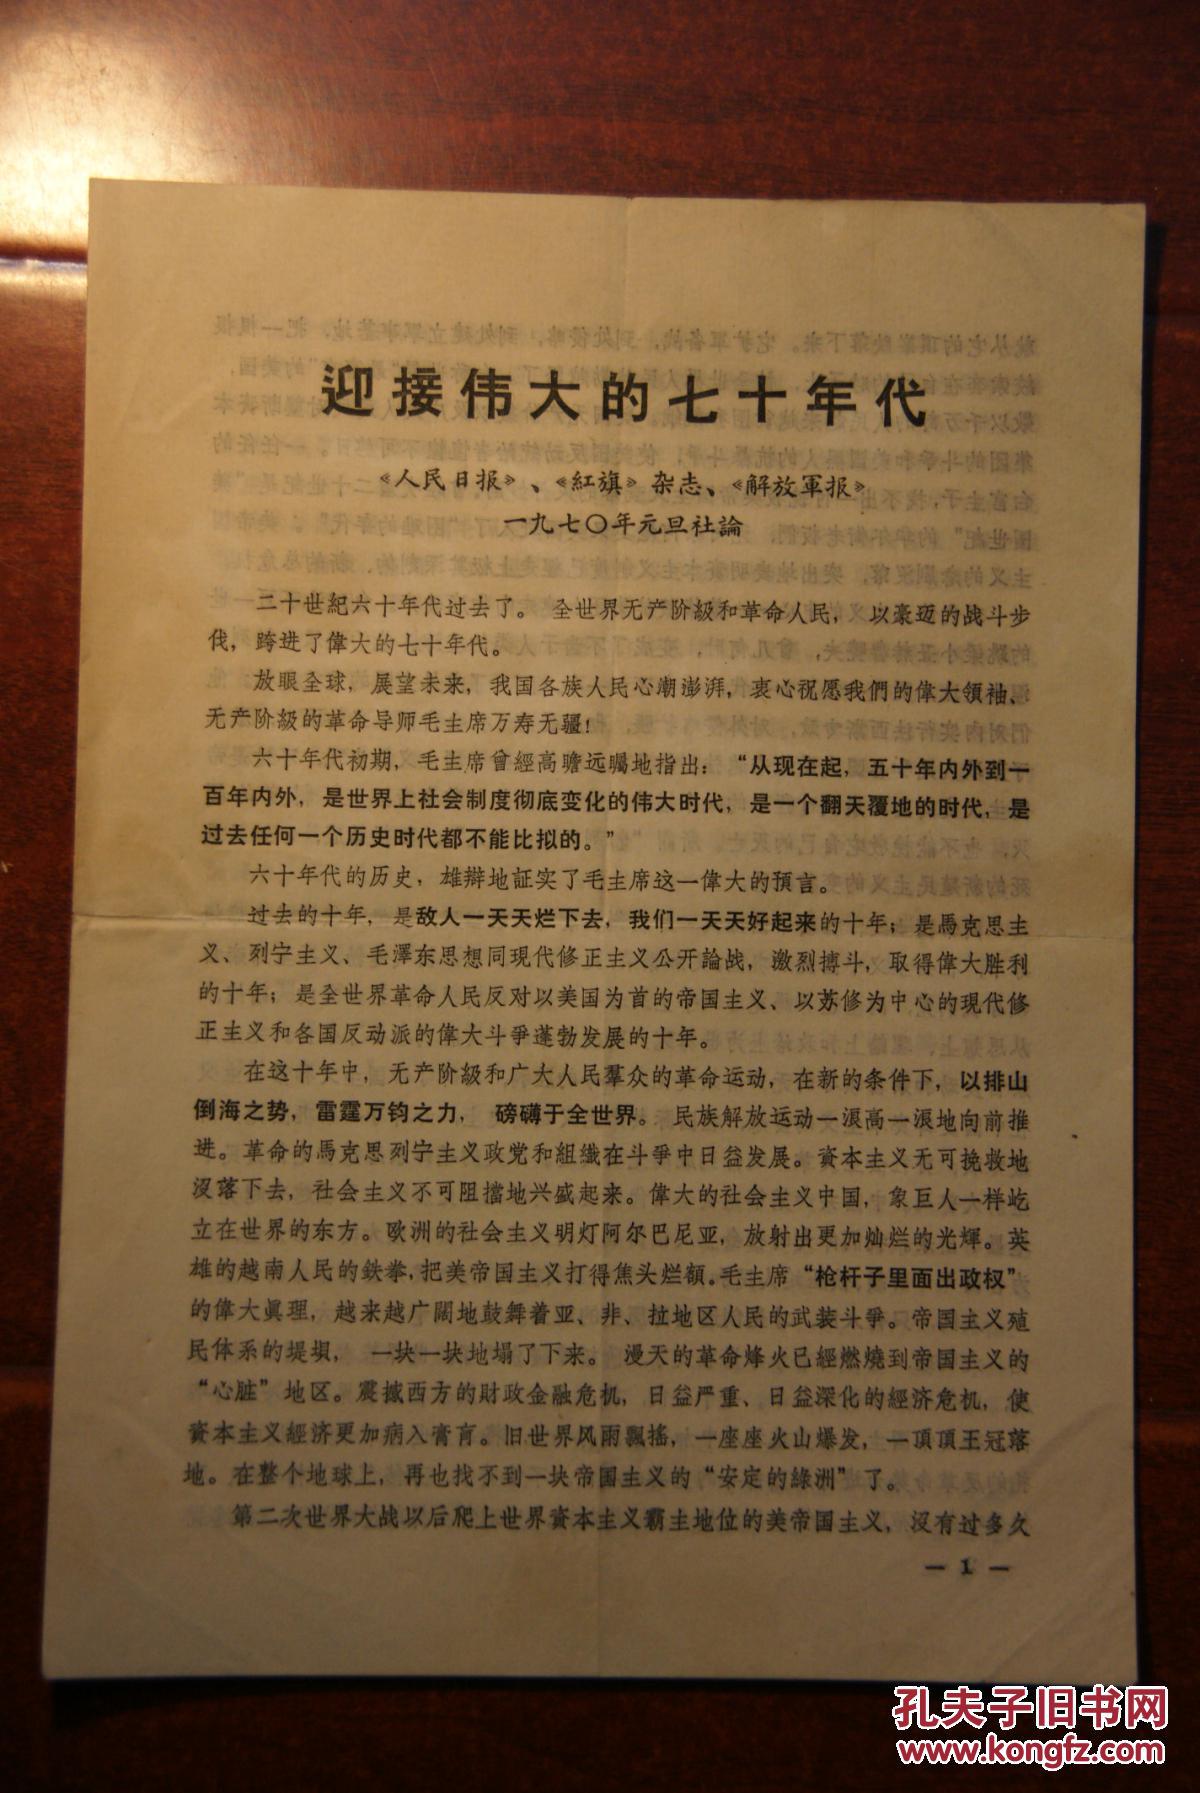 迎接伟大的七十年代
《人民日报》、《紅旗》杂志、《解放軍报》
一九七〇年元旦社論
二十世紀六十年代过去了。 全世界无产阶級和革命人民，以豪迈的战斗步
伐，跨进了偉大的七十年代。
放眼全球，展望未来，我国各族人民心潮澎湃，衷心祝愿我們的偉大領袖、
无产阶級的革命导师毛主席万寿无疆！
六十年代初期，毛主席曾經高瞻远矚地指出：“从现在起，五十年内外到一
百年内外，是世界上社会制度彻底变化的伟大时代，是一个翻天覆地的时代，是
过去任何一个历史时代都不能比拟的。”
六十年代的历史，雄辯地証实了毛主席这一偉大的預言。
过去的十年，是敌人一天天烂下去，我们一天天好起来的十年；是馬克思主
义、列宁主义、毛澤东思想同現代修正主义公开論战，激烈搏斗，取得偉大胜利
的十年；是全世界革命人民反对以美国为首的帝国主义、以苏修为中心的现代修
正主义和各国反动派的偉大斗爭蓬勃发展的十年。
在这十年中，无产阶級和广大人民羣众的革命运动，在新的条件下，以排山
倒海之势，雷霆万钧之力， 磅礴于全世界。民族解放运动一浪高一浪地向前推
进。革命的馬克思列宁主义政党和組織在斗爭中日益发展。資本主义无可挽救地
沒落下去，社会主义不可阻擋地兴盛起来。偉大的社会主义中国，象巨人一样屹
立在世界的东方。欧洲的社会主义明灯阿尔巴尼亚，放射出更加灿烂的光輝。英
雄的越南人民的鉄拳，把美帝国主义打得焦头烂額。毛主席“枪杆子里面出政权”
的偉大眞理，越来越广闊地鼓舞着亚、非、拉地区人民的武装斗爭。帝国主义殖
民体系的堤垻， 一块一块地塌了下来。 漫天的革命烽火已經燃燒到帝国主义的
“心脏”地区。震撼西方的財政金融危机，日益严重、日益深化的經济危机，使
資本主义經济更加病入膏肓。旧世界风雨飄搖，一座座火山爆发，一頂頂王冠落
地。在整个地球上，再也找不到一块帝国主义的“安定的綠洲”了。
第二次世界大战以后爬上世界資本主义霸主地位的美帝国主义，沒有过多久
— 1 —
孔夫子旧书网
www.kongfz.com